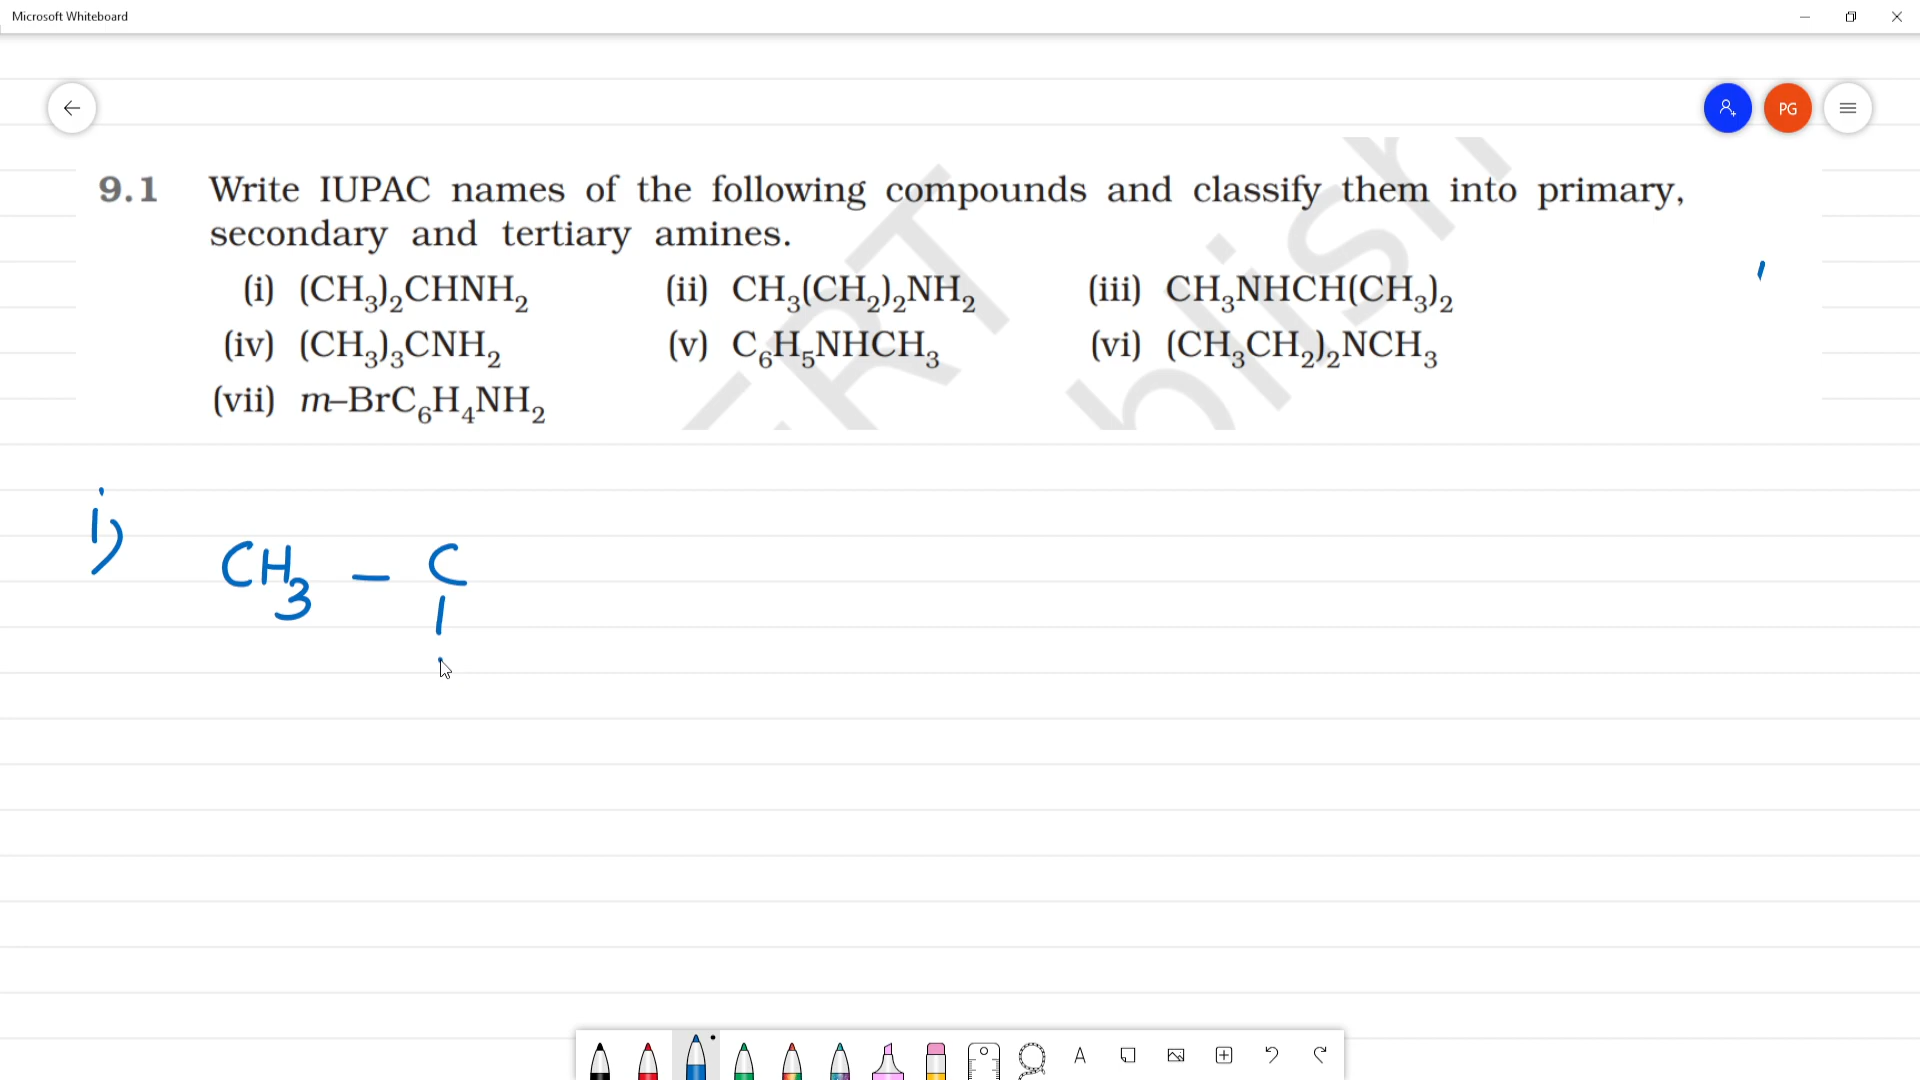 Microsoft Whiteboard
PG
9.1 Write IUPAC names of the following compounds and classify them into primary,
secondary and tertiary amines.
(i) (CH₃)₂CHNH₂ (ii) CH₃(CH₂)₂NH₂ (iii) CH₃NHCH(CH₃)₂
(iv) (CH₃)₃CNH₂ (v) C₆H₅NHCH₃ (vi) (CH₃CH₂)₂NCH₃
(vii) m–BrC₆H₄NH₂
i) CH₃ – C
|
A